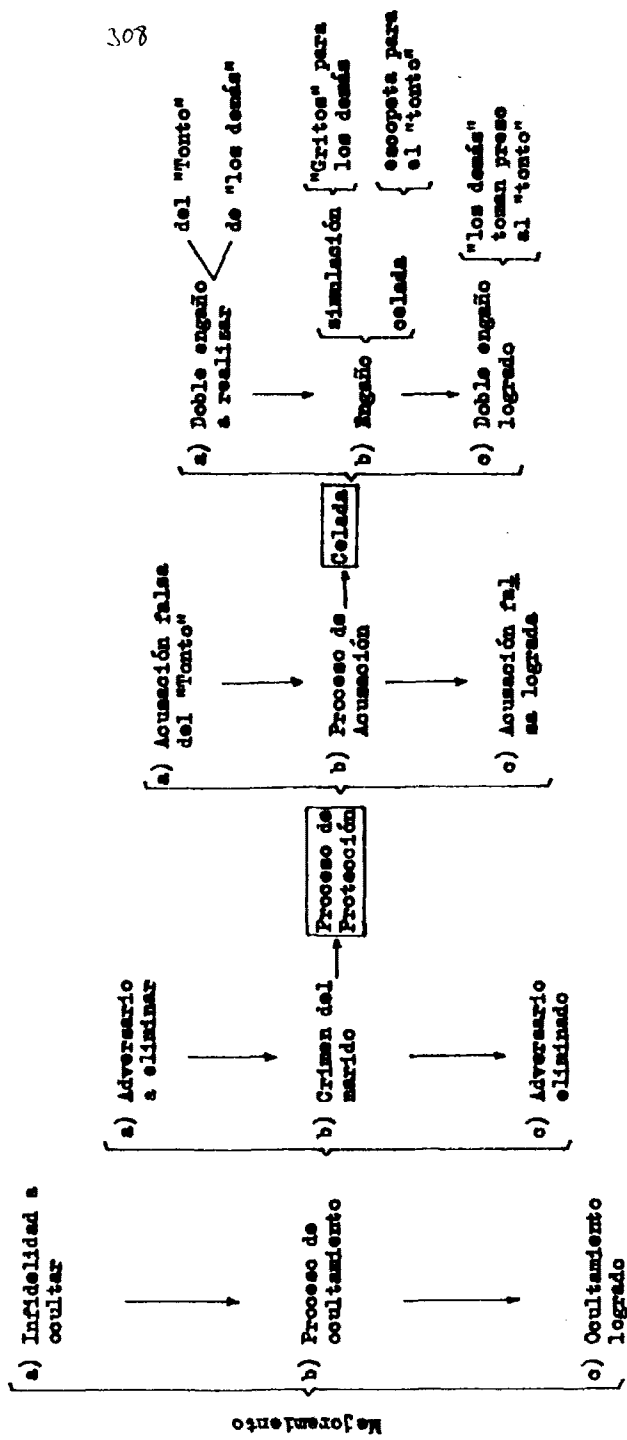 308
Mejoramiento
a) Infidelidad a
ocultar
b) Proceso de
ocultamiento
c) Ocultamiento
logrado
a) Adversario
a eliminar
b) Crimen del
marido
c) Adversario
eliminado
Proceso de
Protección
a) Acusación falsa
del "Tonto"
b) Proceso de
Acusación
c) Acusación fal
sa lograda
Celada
a) Doble engaño
a realizar
del "Tonto"
de "los demás"
b) Engaño
simulación
"Gritos" para
los demás
celada
escopeta para
el "tonto"
c) Doble engaño
logrado
"los demás"
toman preso
al "tonto"